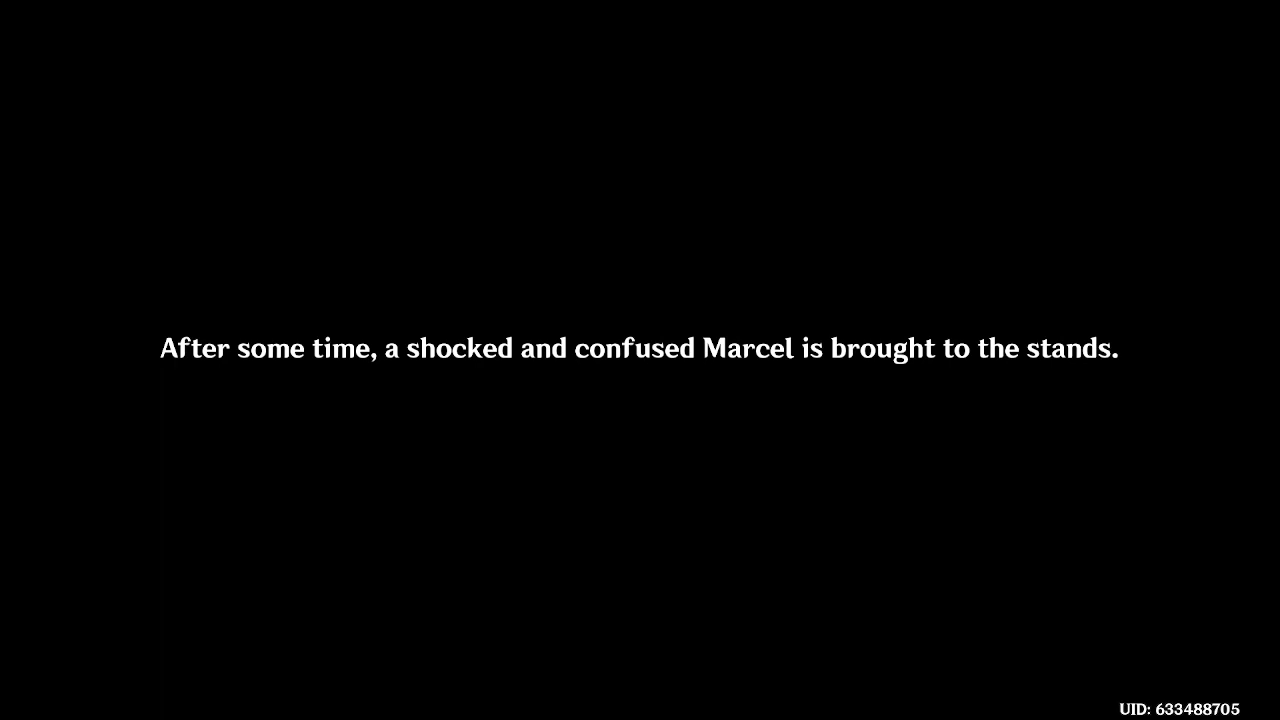 After some time, a shocked and confused Marcel is brought to the stands.
UID: 633488705